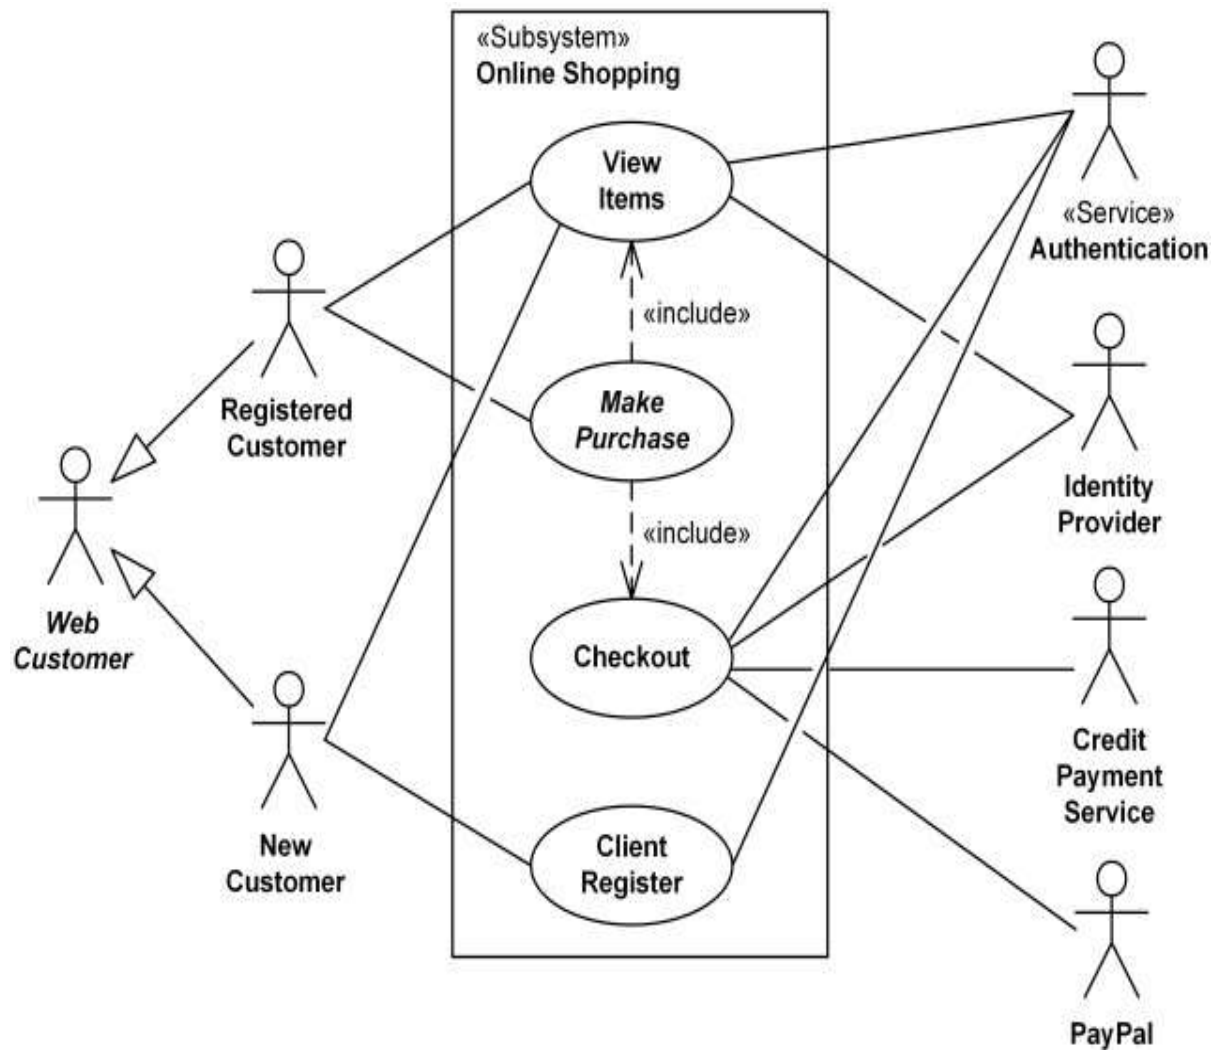 «Subsystem»
Online Shopping
View
Items
«include»
Make
Purchase
«include»
Checkout
Client
Register
Registered
Customer
Web
Customer
New
Customer
«Service»
Authentication
Identity
Provider
Credit
Payment
Service
PayPal